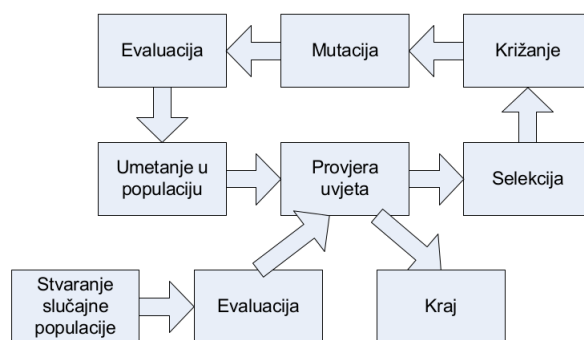 Evaluacija
Mutacija
Križanje
Umetanje u
populaciju
Provjera
uvjeta
Selekcija
Stvaranje
slučajne
populacije
Evaluacija
Kraj